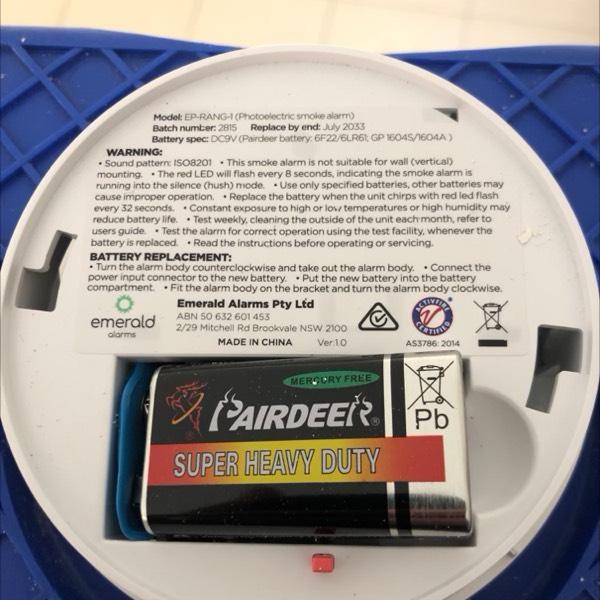 Model: EP-RANG-1 (Photoelectric smoke alarm)
Batch number: 2815 Replace by end: July 2033
Battery spec: DC9V (Pairdeer battery: 6F22/6LR61; GP 1604S/1604A )
WARNING:
• Sound pattern: ISO8201 • This smoke alarm is not suitable for wall (vertical)
mounting. • The red LED will flash every 8 seconds, indicating the smoke alarm is
running into the silence (hush) mode. • Use only specified batteries, other batteries may
cause improper operation. • Replace the battery when the unit chirps with red led flash
every 32 seconds. • Constant exposure to high or low temperatures or high humidity may
reduce battery life. • Test weekly, cleaning the outside of the unit each month, refer to
users guide. • Test the alarm for correct operation using the test facility, whenever the
battery is replaced. • Read the instructions before operating or servicing.
BATTERY REPLACEMENT:
• Turn the alarm body counterclockwise and take out the alarm body. • Connect the
power input connector to the new battery. • Put the new battery into the battery
compartment. • Fit the alarm body on the bracket and turn the alarm body clockwise.
emerald
alarms
Emerald Alarms Pty Ltd
ABN 50 632 601 453
2/29 Mitchell Rd Brookvale NSW 2100
MADE IN CHINA Ver:1.0
ACTIVFIRE
CERTIFIED
AS3786: 2014
MERCURY FREE
PAIRDEER®
SUPER HEAVY DUTY
Pb